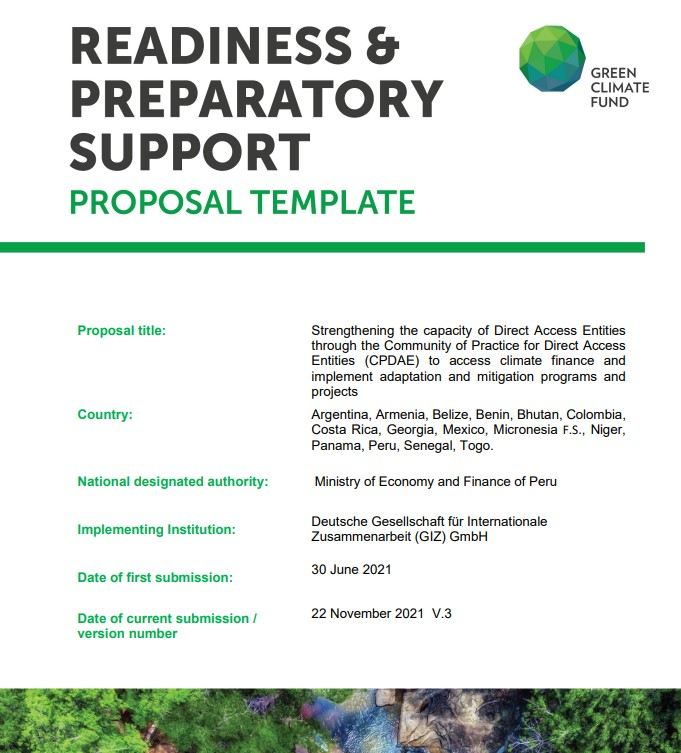 READINESS &
PREPARATORY
SUPPORT
PROPOSAL TEMPLATE
GREEN
CLIMATE
FUND
Proposal title:
Strengthening the capacity of Direct Access Entities
through the Community of Practice for Direct Access
Entities (CPDAE) to access climate finance and
implement adaptation and mitigation programs and
projects
Country:
Argentina, Armenia, Belize, Benin, Bhutan, Colombia,
Costa Rica, Georgia, Mexico, Micronesia F.S., Niger,
Panama, Peru, Senegal, Togo.
National designated authority:
Ministry of Economy and Finance of Peru
Implementing Institution:
Deutsche Gesellschaft für Internationale
Zusammenarbeit (GIZ) GmbH
Date of first submission:
30 June 2021
Date of current submission /
version number
22 November 2021 V.3